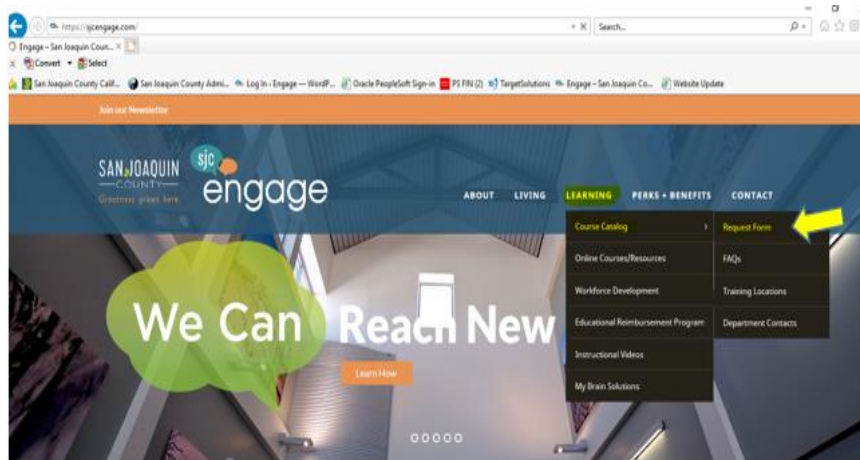 https://sjcengage.com/
Search...
Engage – San Joaquin Coun...
Convert Select
San Joaquin County Calif... San Joaquin County Admi... Log In ‹ Engage — WordP... Oracle PeopleSoft Sign-in PS FIN (2) TargetSolutions Engage – San Joaquin Co... Website Update
Join our Newsletter
SAN JOAQUIN
COUNTY
Greatness grows here
sjc
engage
ABOUT LIVING LEARNING PERKS + BENEFITS CONTACT
Course Catalog › Request Form
Online Courses/Resources FAQs
Workforce Development Training Locations
Educational Reimbursement Program Department Contacts
Instructional Videos
My Brain Solutions
We Can Reach New
Learn How